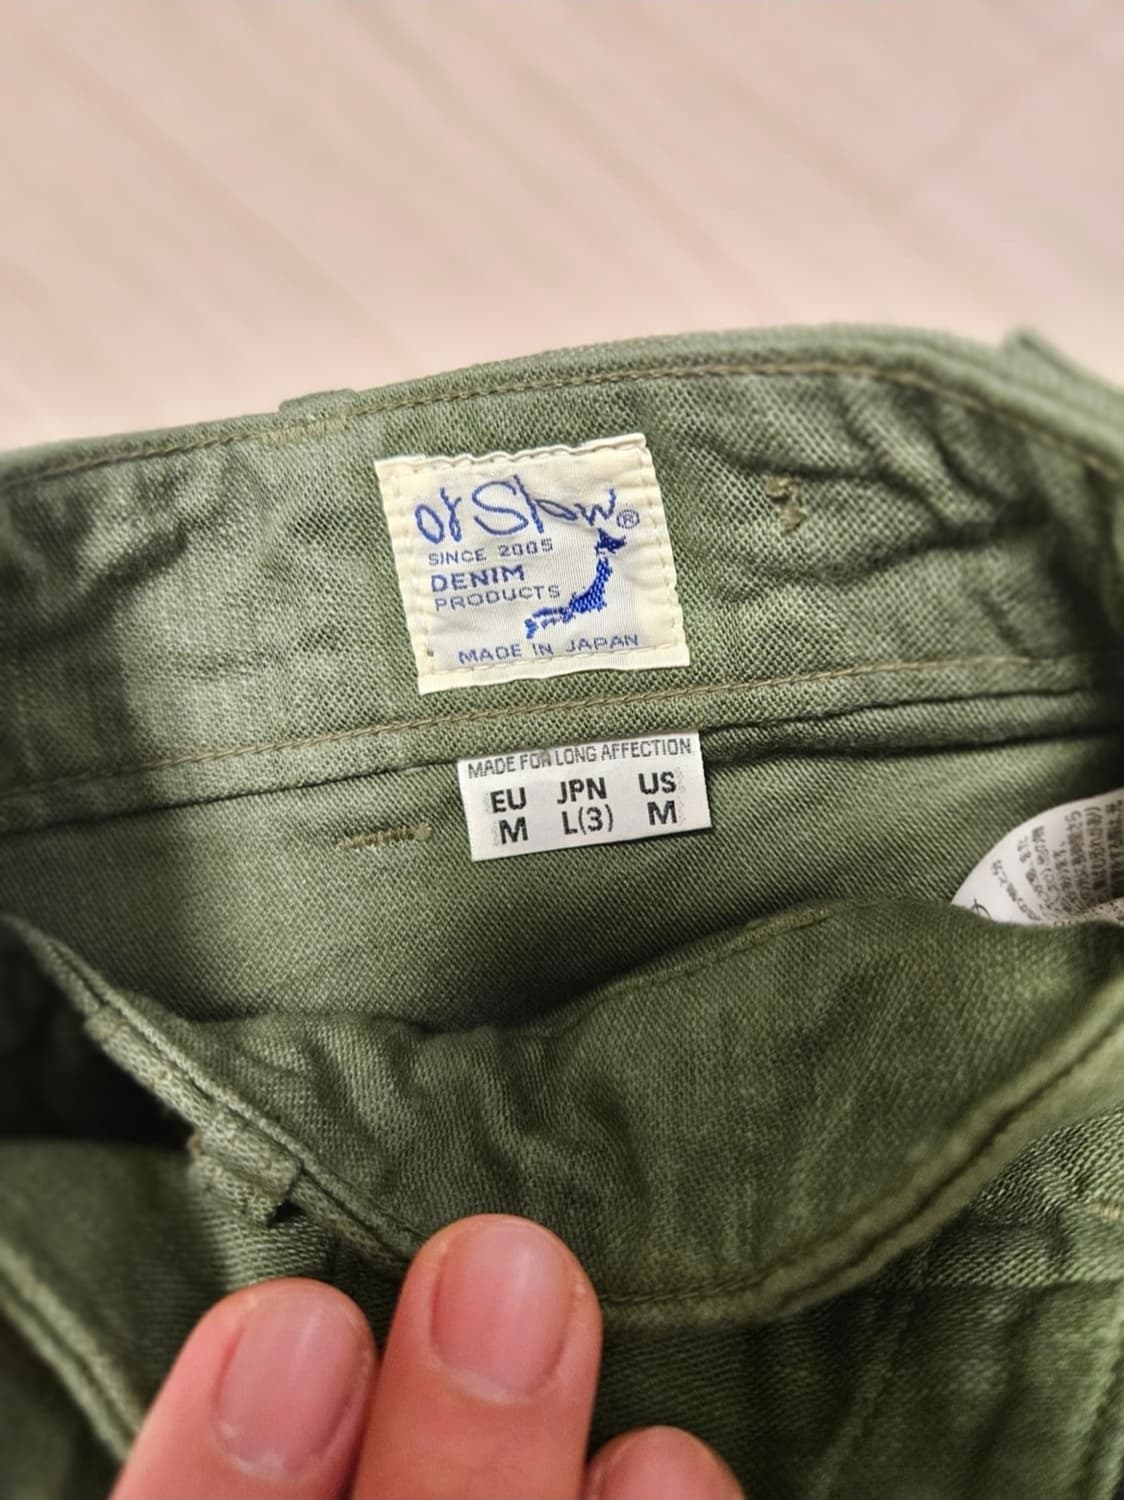 orSlow®
SINCE 2005
DENIM
PRODUCTS
MADE IN JAPAN
MADE FOR LONG AFFECTION
EU JPN US
M L(3) M